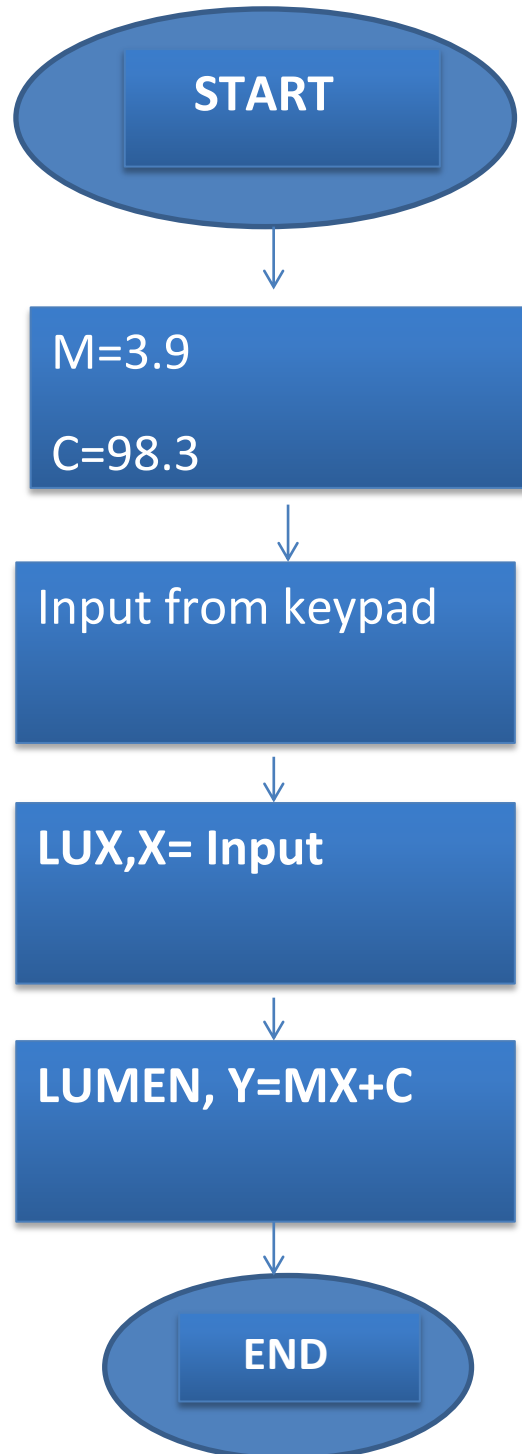 START
M=3.9
C=98.3
Input from keypad
LUX,X= Input
LUMEN, Y=MX+C
END